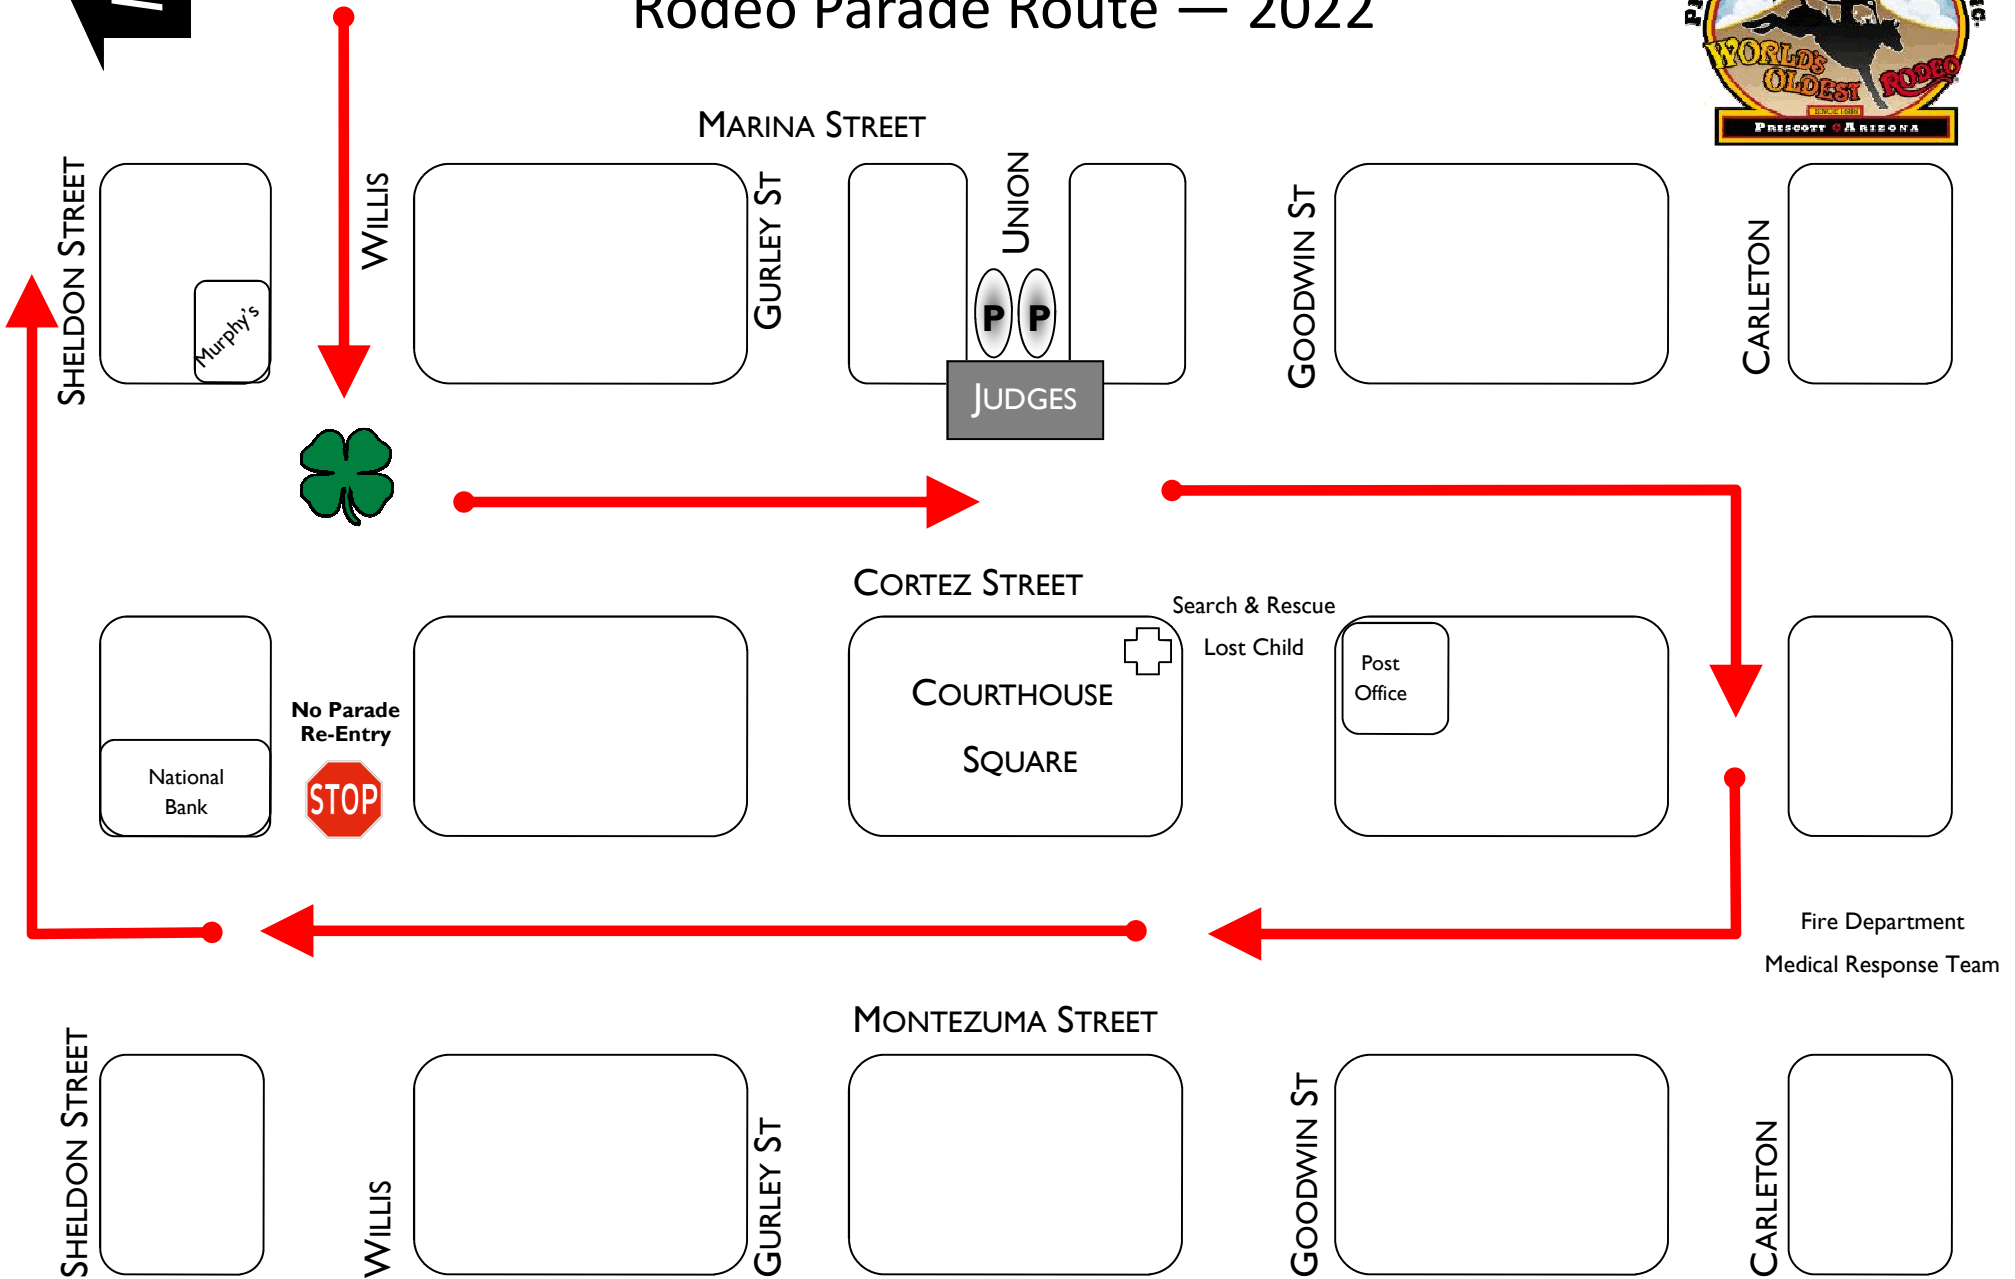 Rodeo Parade Route — 2022
WORLD'S
OLDEST
RODEO
PRESCOTT ARIZONA
MARINA STREET
SHELDON STREET
WILLIS
GURLEY ST
UNION
GOODWIN ST
CARLETON
Murphy's
P P
JUDGES
CORTEZ STREET
Search & Rescue
Lost Child
COURTHOUSE
SQUARE
Post
Office
No Parade
Re-Entry
STOP
National
Bank
Fire Department
Medical Response Team
MONTEZUMA STREET
SHELDON STREET
WILLIS
GURLEY ST
GOODWIN ST
CARLETON